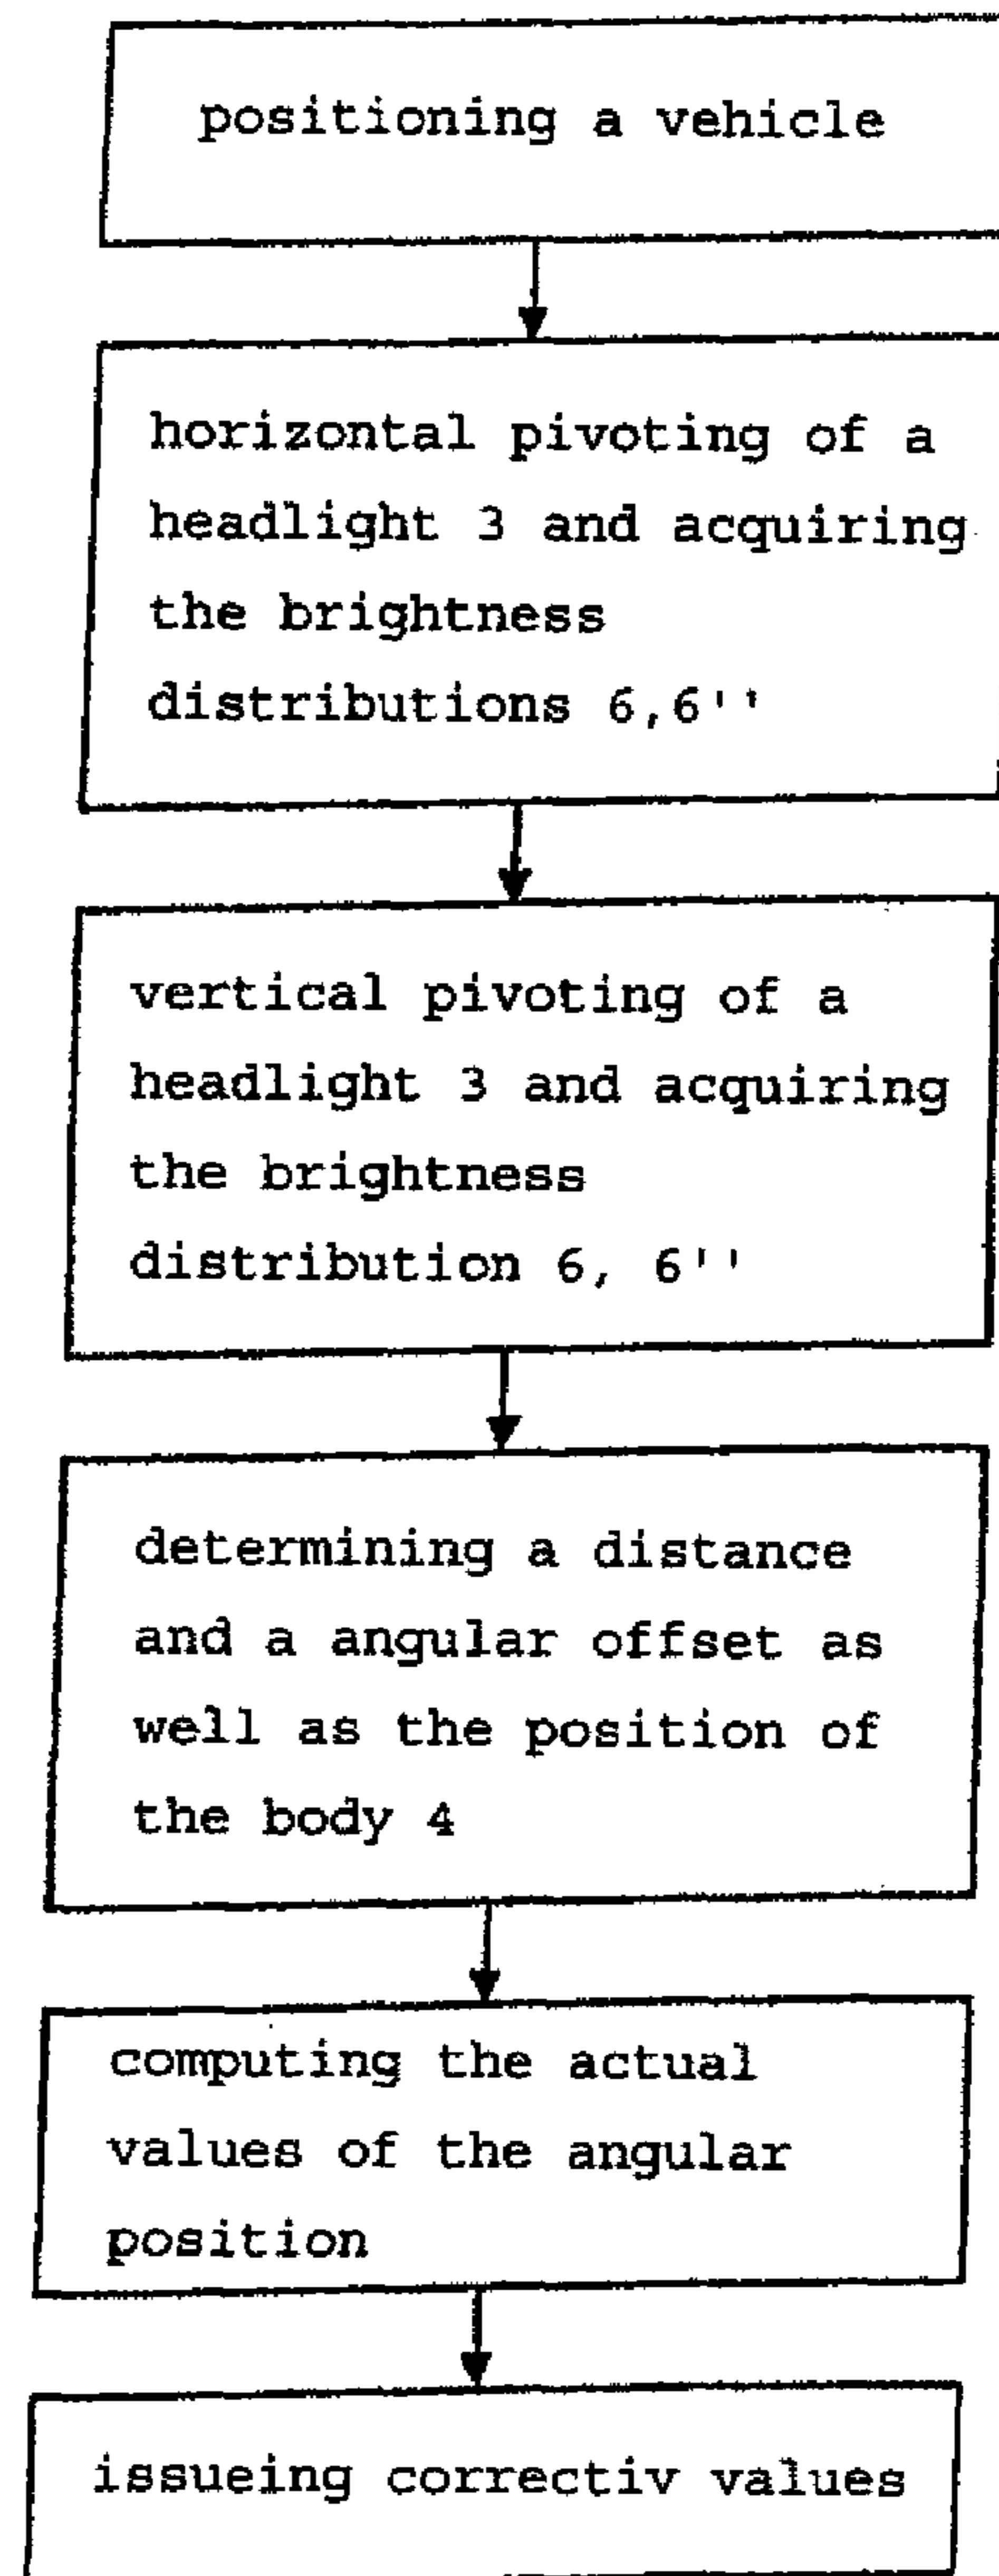 positioning a vehicle
horizontal pivoting of a
headlight 3 and acquiring
the brightness
distributions 6,6''
vertical pivoting of a
headlight 3 and acquiring
the brightness
distribution 6, 6''
determining a distance
and a angular offset as
well as the position of
the body 4
computing the actual
values of the angular
position
issueing correctiv values